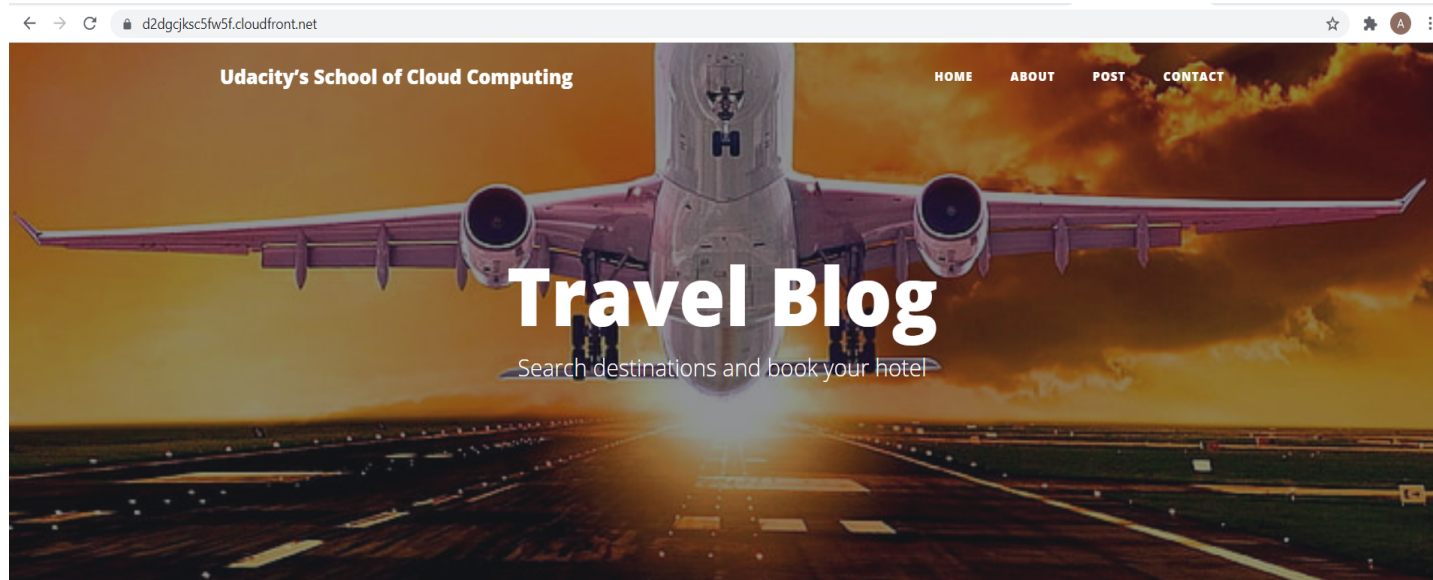 d2dgcjksc5fw5f.cloudfront.net
A
Udacity’s School of Cloud Computing
HOME ABOUT POST CONTACT
Travel Blog
Search destinations and book your hotel